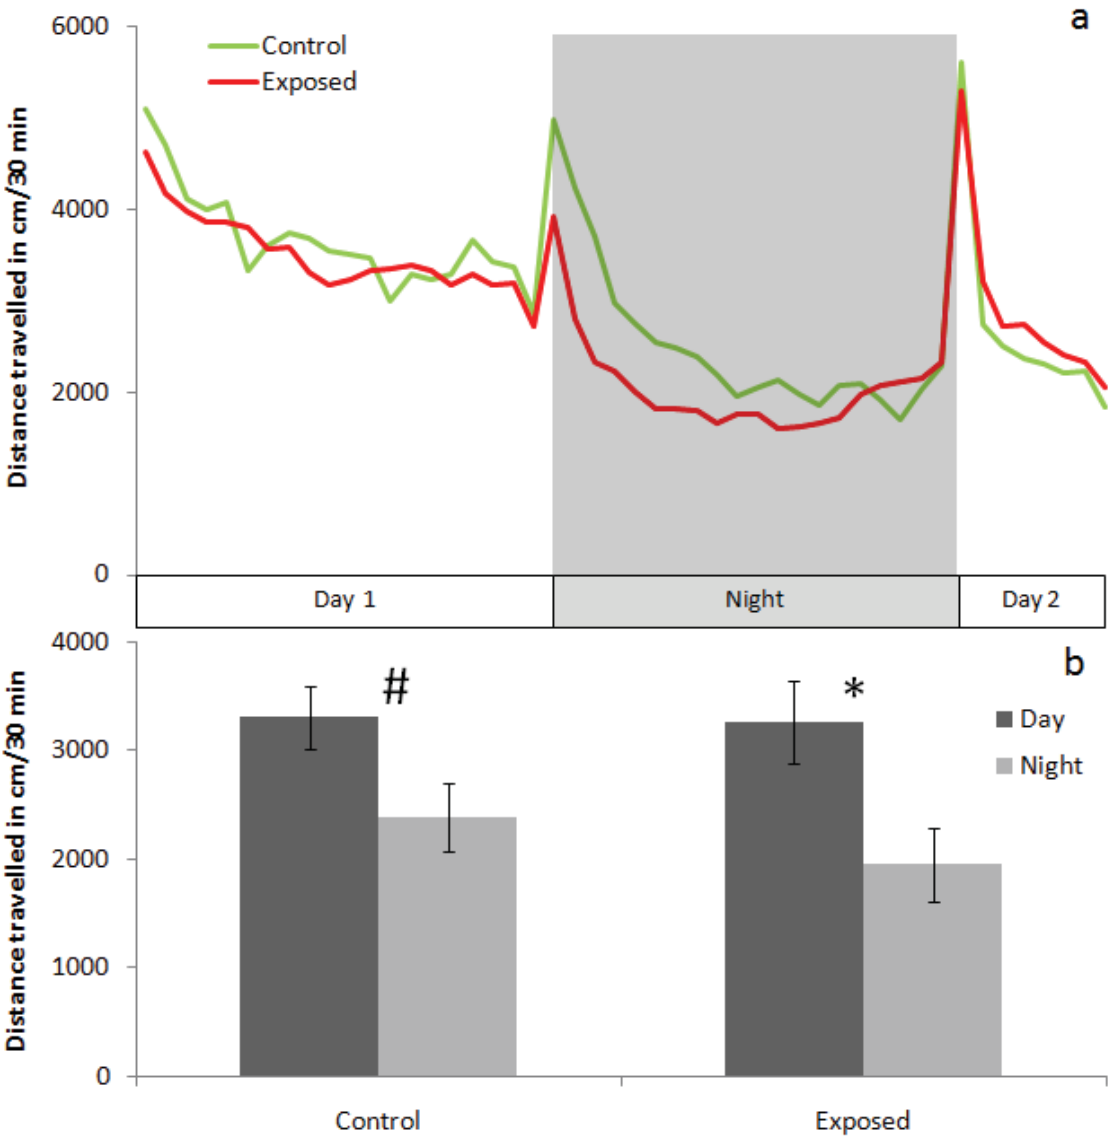 a
6000
Control
Exposed
4000
2000
0
Distance travelled in cm/30 min
Day 1
Night
Day 2
b
4000
#
*
Day
3000
Night
2000
1000
0
Distance travelled in cm/30 min
Control
Exposed